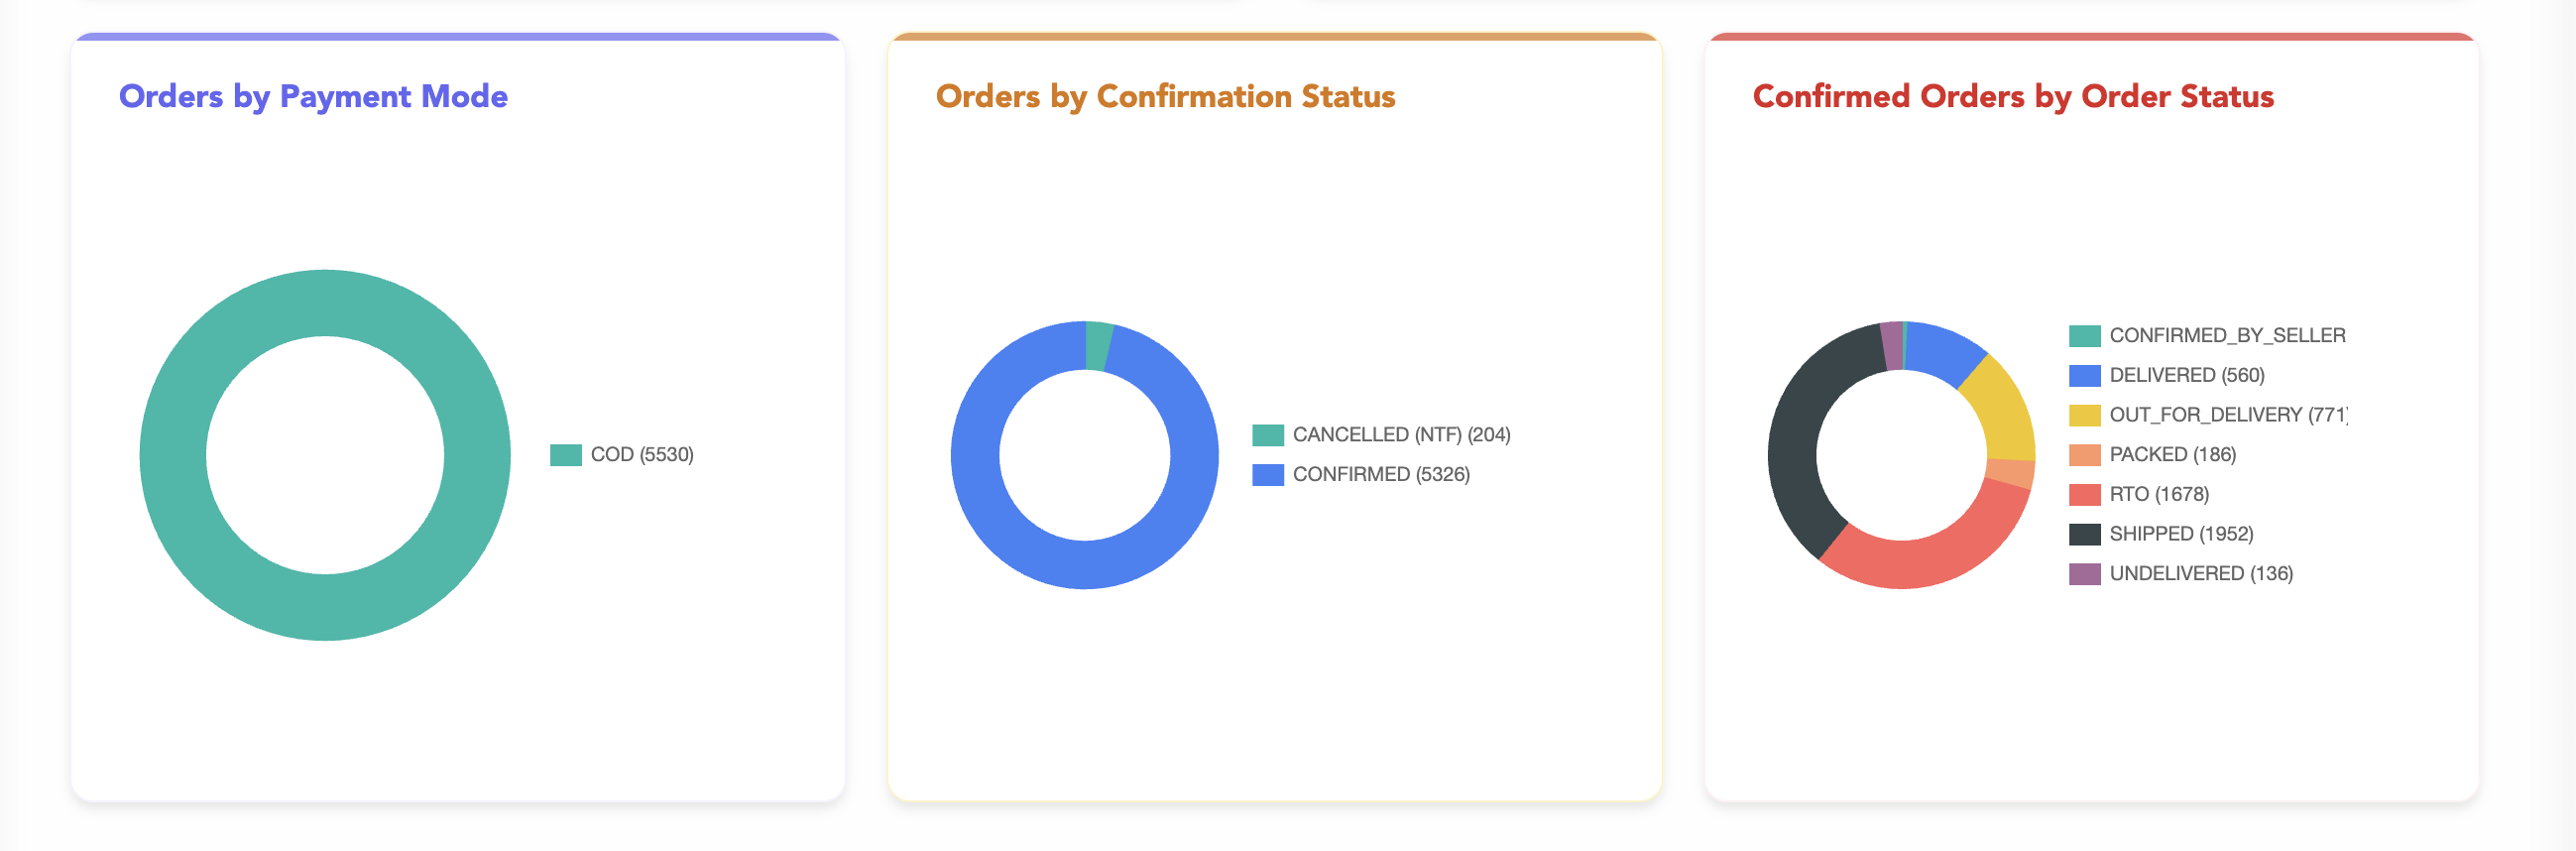 Orders by Payment Mode
COD (5530)
Orders by Confirmation Status
CANCELLED (NTF) (204)
CONFIRMED (5326)
Confirmed Orders by Order Status
CONFIRMED_BY_SELLER
DELIVERED (560)
OUT_FOR_DELIVERY (771)
PACKED (186)
RTO (1678)
SHIPPED (1952)
UNDELIVERED (136)